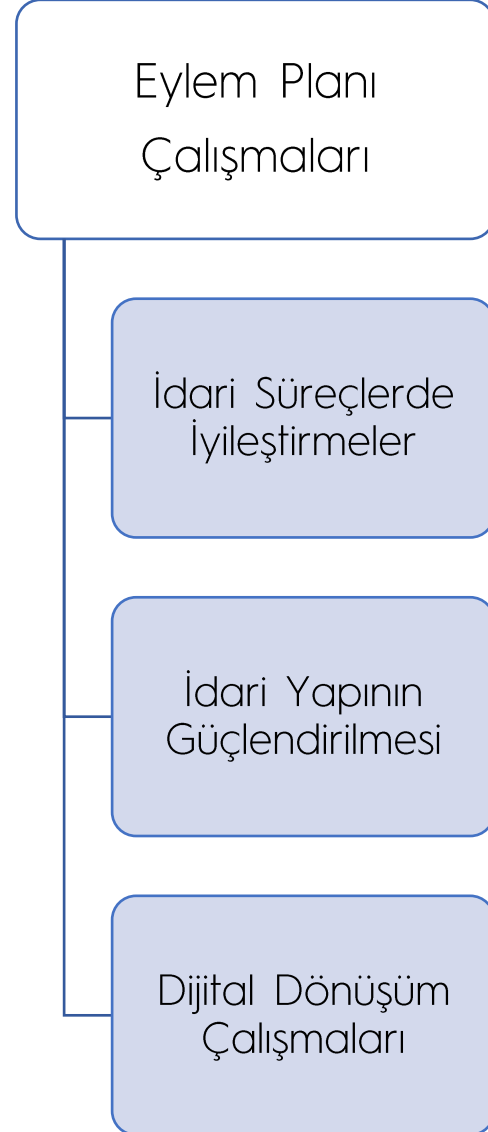 Eylem Planı
Çalışmaları
İdari Süreçlerde
İyileştirmeler
İdari Yapının
Güçlendirilmesi
Dijital Dönüşüm
Çalışmaları